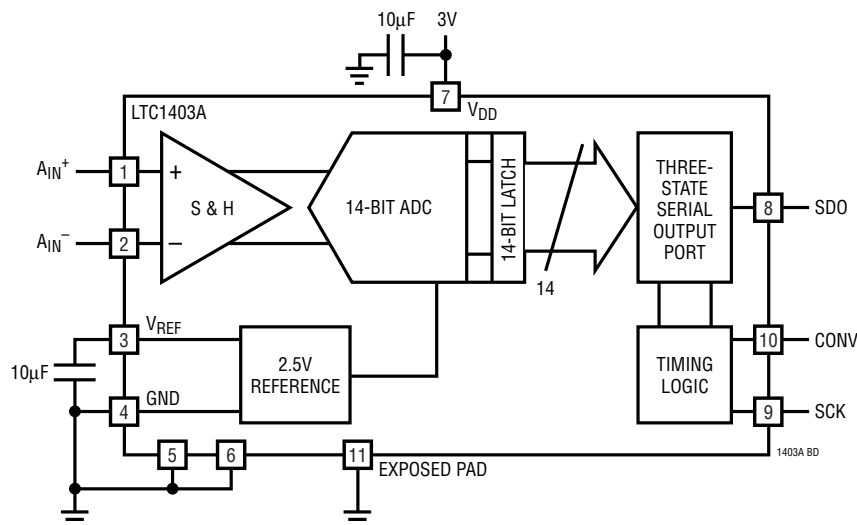 10μF 3V
7
LTC1403A
VDD
AIN+
1
+
S & H
14-BIT ADC
14-BIT LATCH
THREE-
STATE
SERIAL
OUTPUT
PORT
8
SDO
AIN–
2
–
14
3
VREF
10μF
2.5V
REFERENCE
TIMING
LOGIC
10
CONV
4
GND
9
SCK
5
6
11
EXPOSED PAD
1403A BD